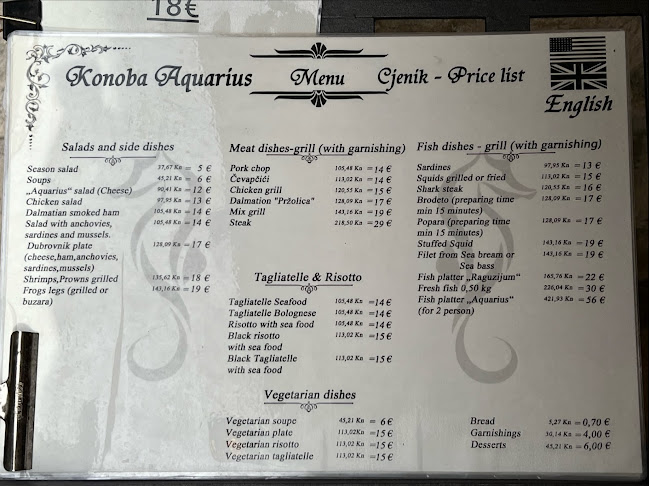 18€
Konoba Aquarius Menu Cjenik - Price list
English
Salads and side dishes
Season salad 37,67 Kn = 5 €
Soups 45,21 Kn = 6 €
„Aquarius" salad (Cheese) 90,41 Kn = 12 €
Chicken salad 97,95 Kn = 13 €
Dalmatian smoked ham 105,48 Kn = 14 €
Salad with anchovies, 105,48 Kn = 14 €
sardines and mussels.
Dubrovnik plate 128,09 Kn = 17 €
(cheese,ham,anchovies,
sardines,mussels)
Shrimps,Prowns grilled 135,62 Kn = 18 €
Frogs legs (grilled or 143,16 Kn = 19 €
buzara)
Meat dishes-grill (with garnishing)
Pork chop 105,48 Kn =14 €
Čevapčići 113,02 Kn =14 €
Chicken grill 120,55 Kn =15 €
Dalmation "Pržolica" 128,09 Kn =17 €
Mix grill 143,16 Kn =19 €
Steak 218,50 Kn =29 €
Tagliatelle & Risotto
Tagliatelle Seafood 105,48 Kn =14 €
Tagliatelle Bolognese 105,48 Kn =14 €
Risotto with sea food 105,48 Kn =14 €
Black risotto 113,02 Kn =15 €
with sea food
Black Tagliatelle 113,02 Kn =15 €
with sea food
Fish dishes - grill (with garnishing)
Sardines 97,95 Kn = 13 €
Squids grilled or fried 113,02 Kn = 15 €
Shark steak 120,55 Kn = 16 €
Brodeto (preparing time 128,09 Kn = 17 €
min 15 minutes)
Popara (preparing time 128,09 Kn = 17 €
min 15 minutes)
Stuffed Squid 143,16 Kn = 19 €
Filet from Sea bream or 143,16 Kn = 19 €
Sea bass
Fish platter „Raguzijum" 165,76 Kn = 22 €
Fresh fish 0,50 kg 226,04 Kn = 30 €
Fish platter „Aquarius" 421,93 Kn = 56 €
(for 2 person)
Vegetarian dishes
Vegetarian soupe 45,21 Kn = 6 €
Vegetarian plate 113,02Kn =15 €
Vegetarian risotto 113,02 Kn =15 €
Vegetarian tagliatelle 113,02 Kn =15 €
Bread 5,27 Kn = 0,70 €
Garnishings 30,14 Kn = 4,00 €
Desserts 45,21 Kn = 6,00 €